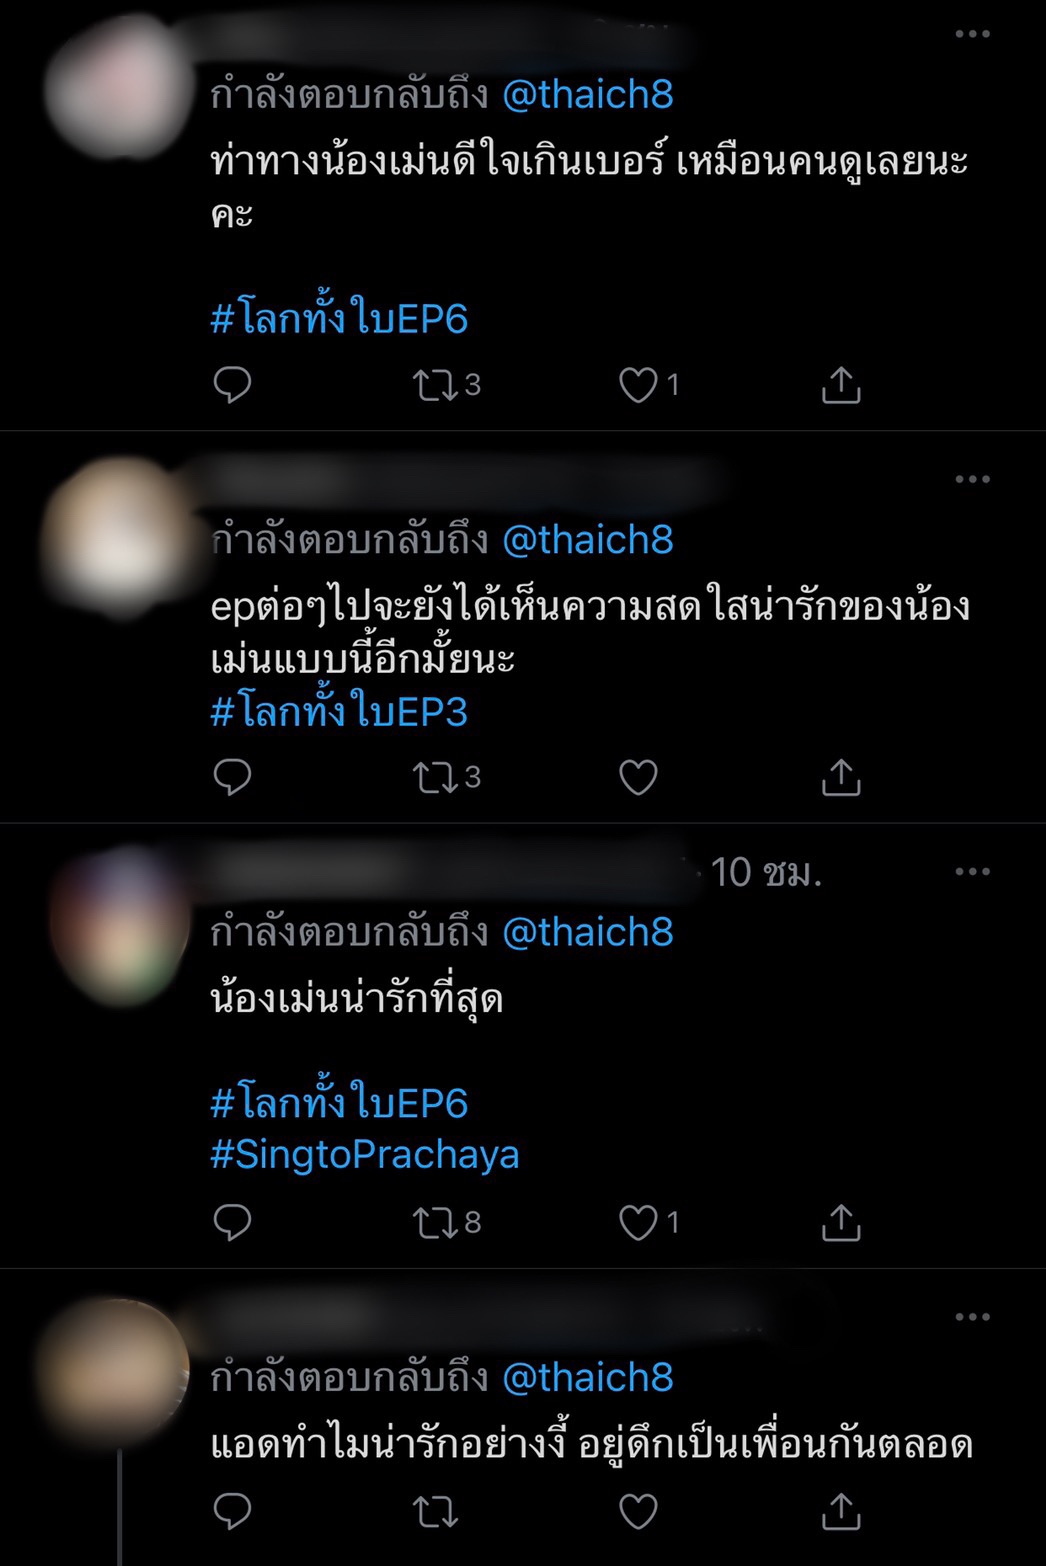 กำลังตอบกลับถึง @thaich8
ท่าทางน้องเม่นดีใจเกินเบอร์ เหมือนคนดูเลยนะ
คะ
#โลกทั้งใบEP6
3 1
กำลังตอบกลับถึง @thaich8
epต่อๆไปจะยังได้เห็นความสดใสน่ารักของน้อง
เม่นแบบนี้อีกมั้ยนะ
#โลกทั้งใบEP3
3
· 10 ชม.
กำลังตอบกลับถึง @thaich8
น้องเม่นน่ารักที่สุด
#โลกทั้งใบEP6
#SingtoPrachaya
8 1
กำลังตอบกลับถึง @thaich8
แอดทำไมน่ารักอย่างงี้ อยู่ดึกเป็นเพื่อนกันตลอด